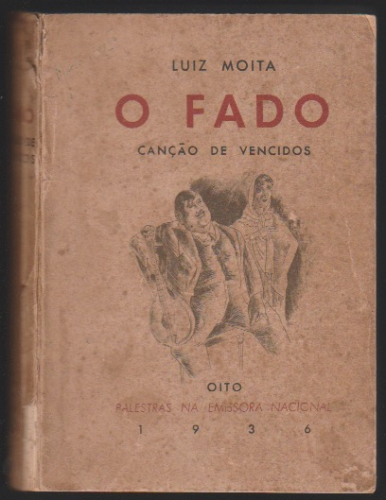 LUIZ MOITA
O FADO
CANÇÃO DE VENCIDOS
OITO
PALESTRAS NA EMISSORA NACIONAL
1 9 3 6